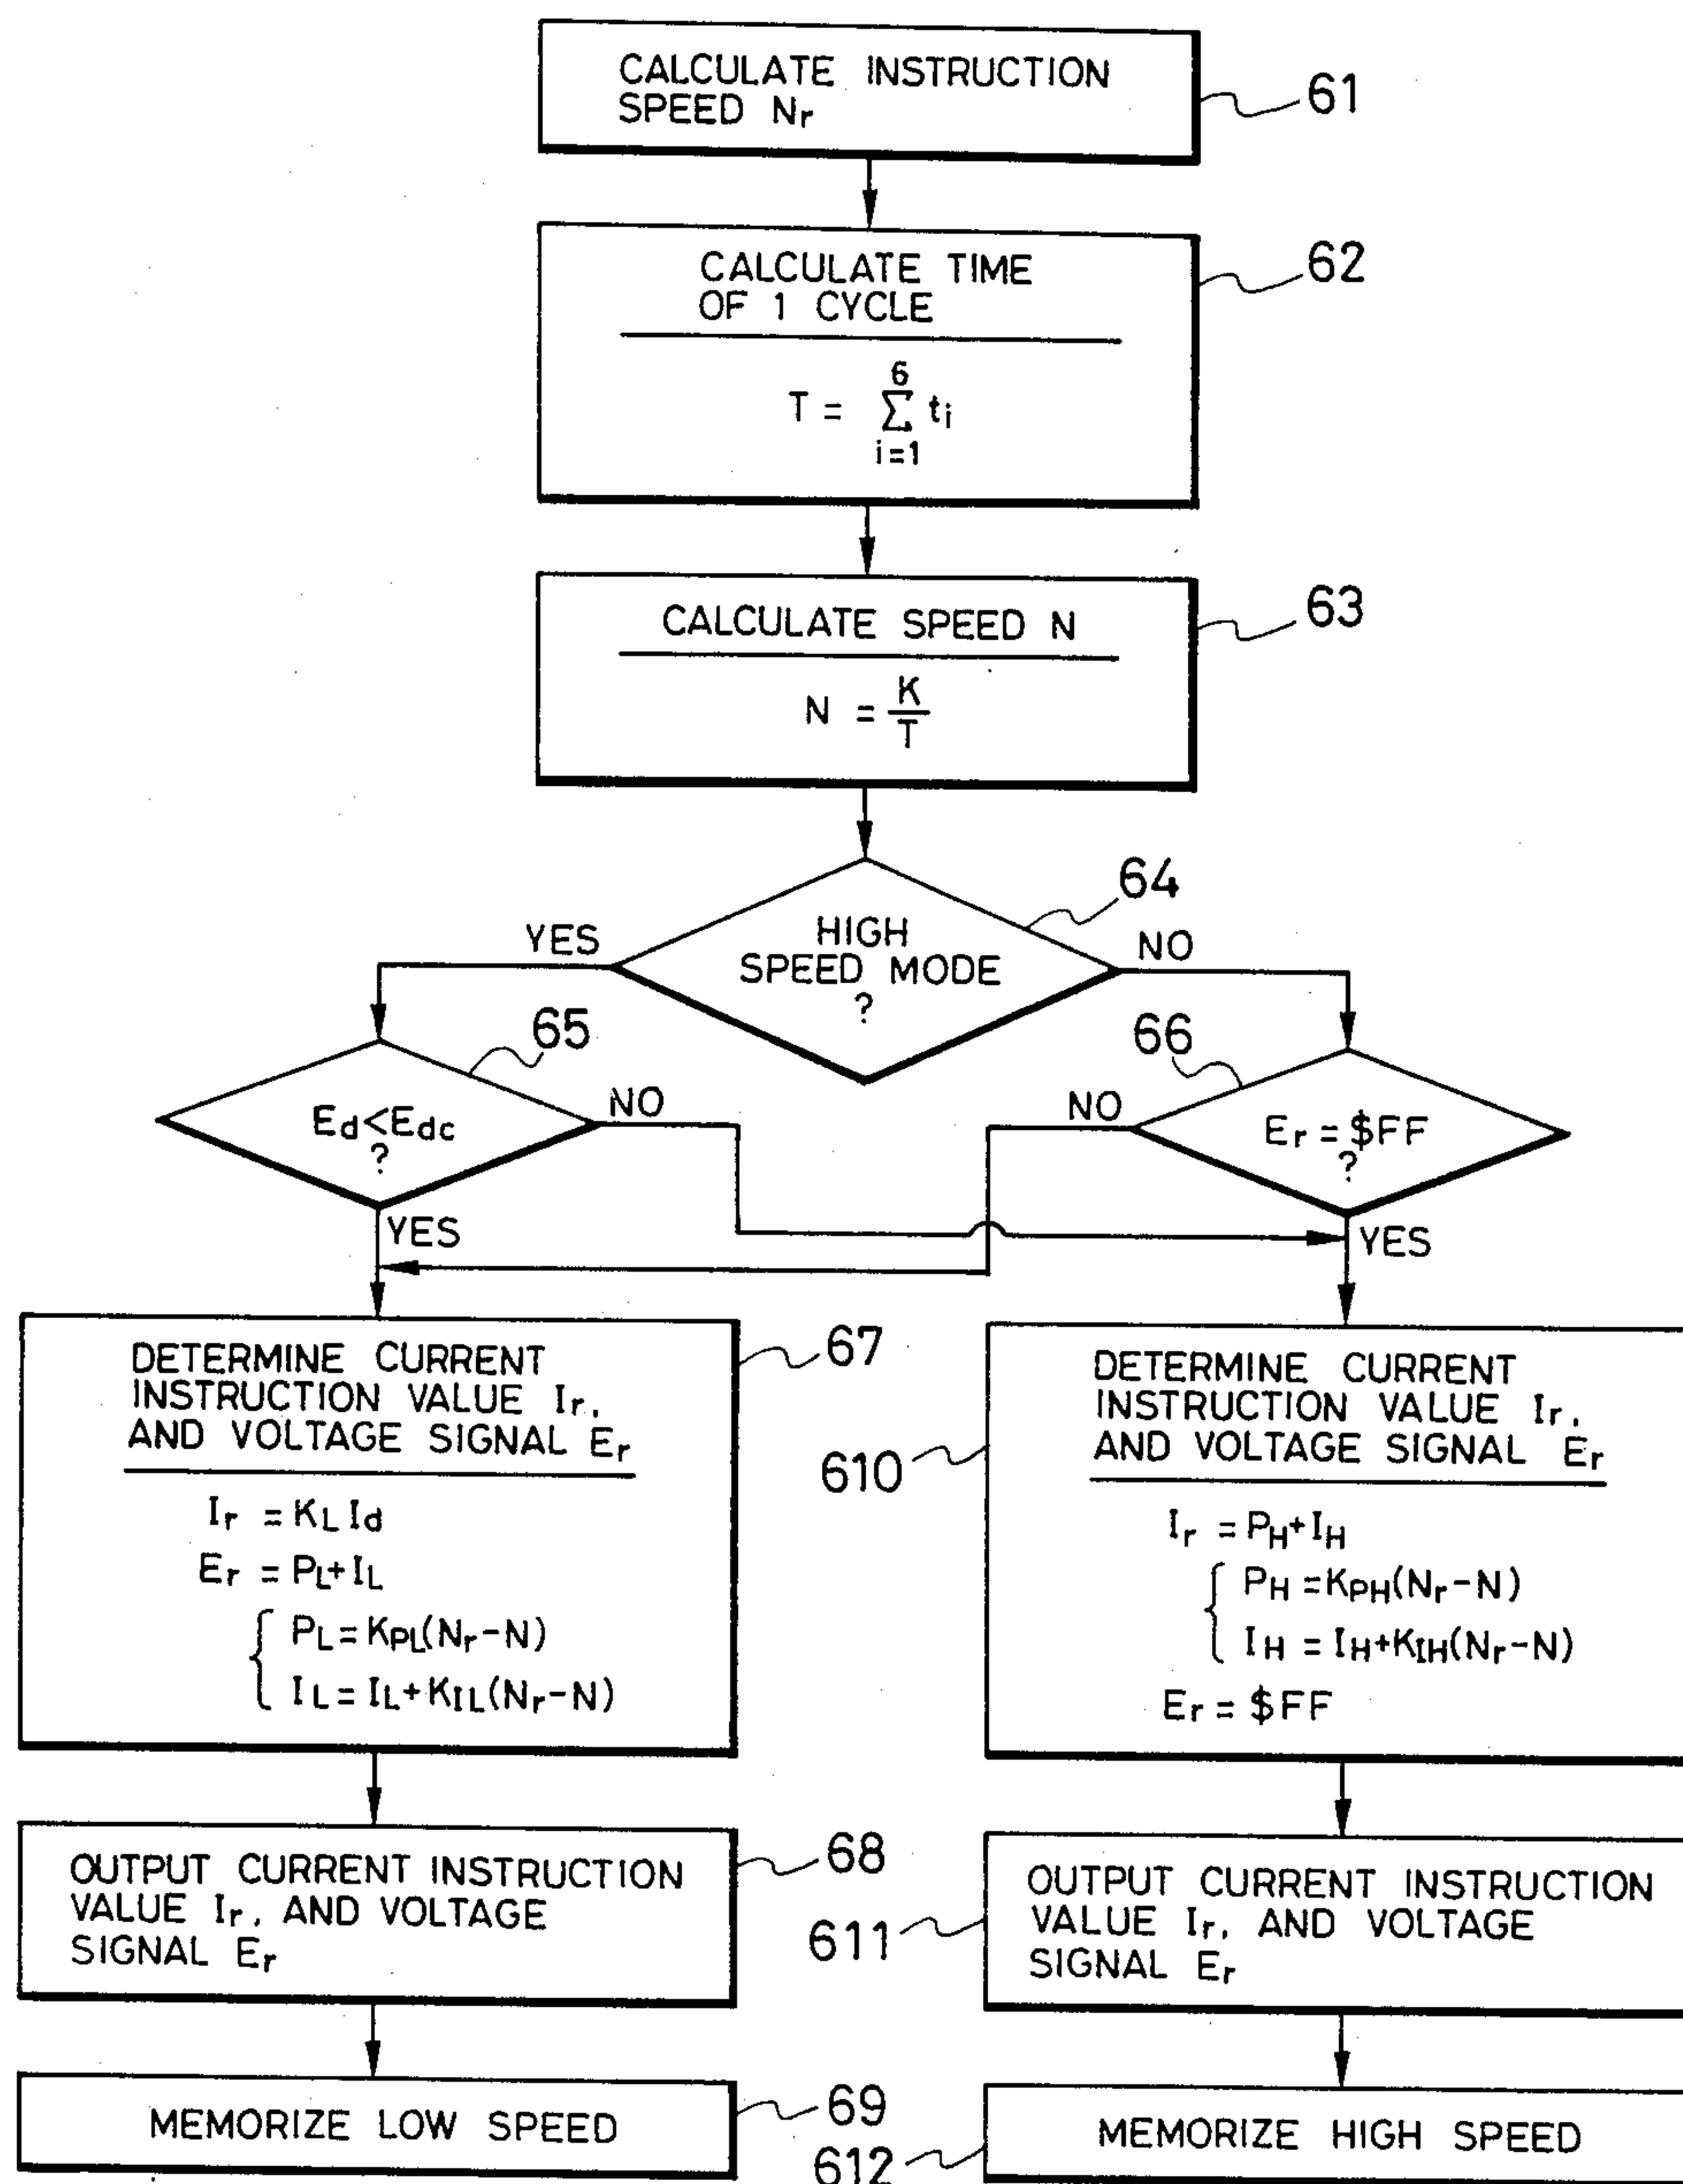 CALCULATE INSTRUCTION
SPEED Nr
61
CALCULATE TIME
OF 1 CYCLE
62
6
T = Σ ti
i=1
CALCULATE SPEED N
63
K
N = —
T
64
HIGH
SPEED MODE
?
YES
NO
65
66
Ed<Edc
?
NO
NO
Er = $FF
?
YES
YES
DETERMINE CURRENT
INSTRUCTION VALUE Ir,
AND VOLTAGE SIGNAL Er
67
Ir = KL Id
Er = PL+IL
{ PL=KPL(Nr-N)
{ IL=IL+KIL(Nr-N)
DETERMINE CURRENT
INSTRUCTION VALUE Ir,
AND VOLTAGE SIGNAL Er
610
Ir = PH+IH
{ PH=KPH(Nr-N)
{ IH=IH+KIH(Nr-N)
Er = $FF
OUTPUT CURRENT INSTRUCTION
VALUE Ir, AND VOLTAGE
SIGNAL Er
68
OUTPUT CURRENT INSTRUCTION
VALUE Ir, AND VOLTAGE
SIGNAL Er
611
MEMORIZE LOW SPEED
69
MEMORIZE HIGH SPEED
612